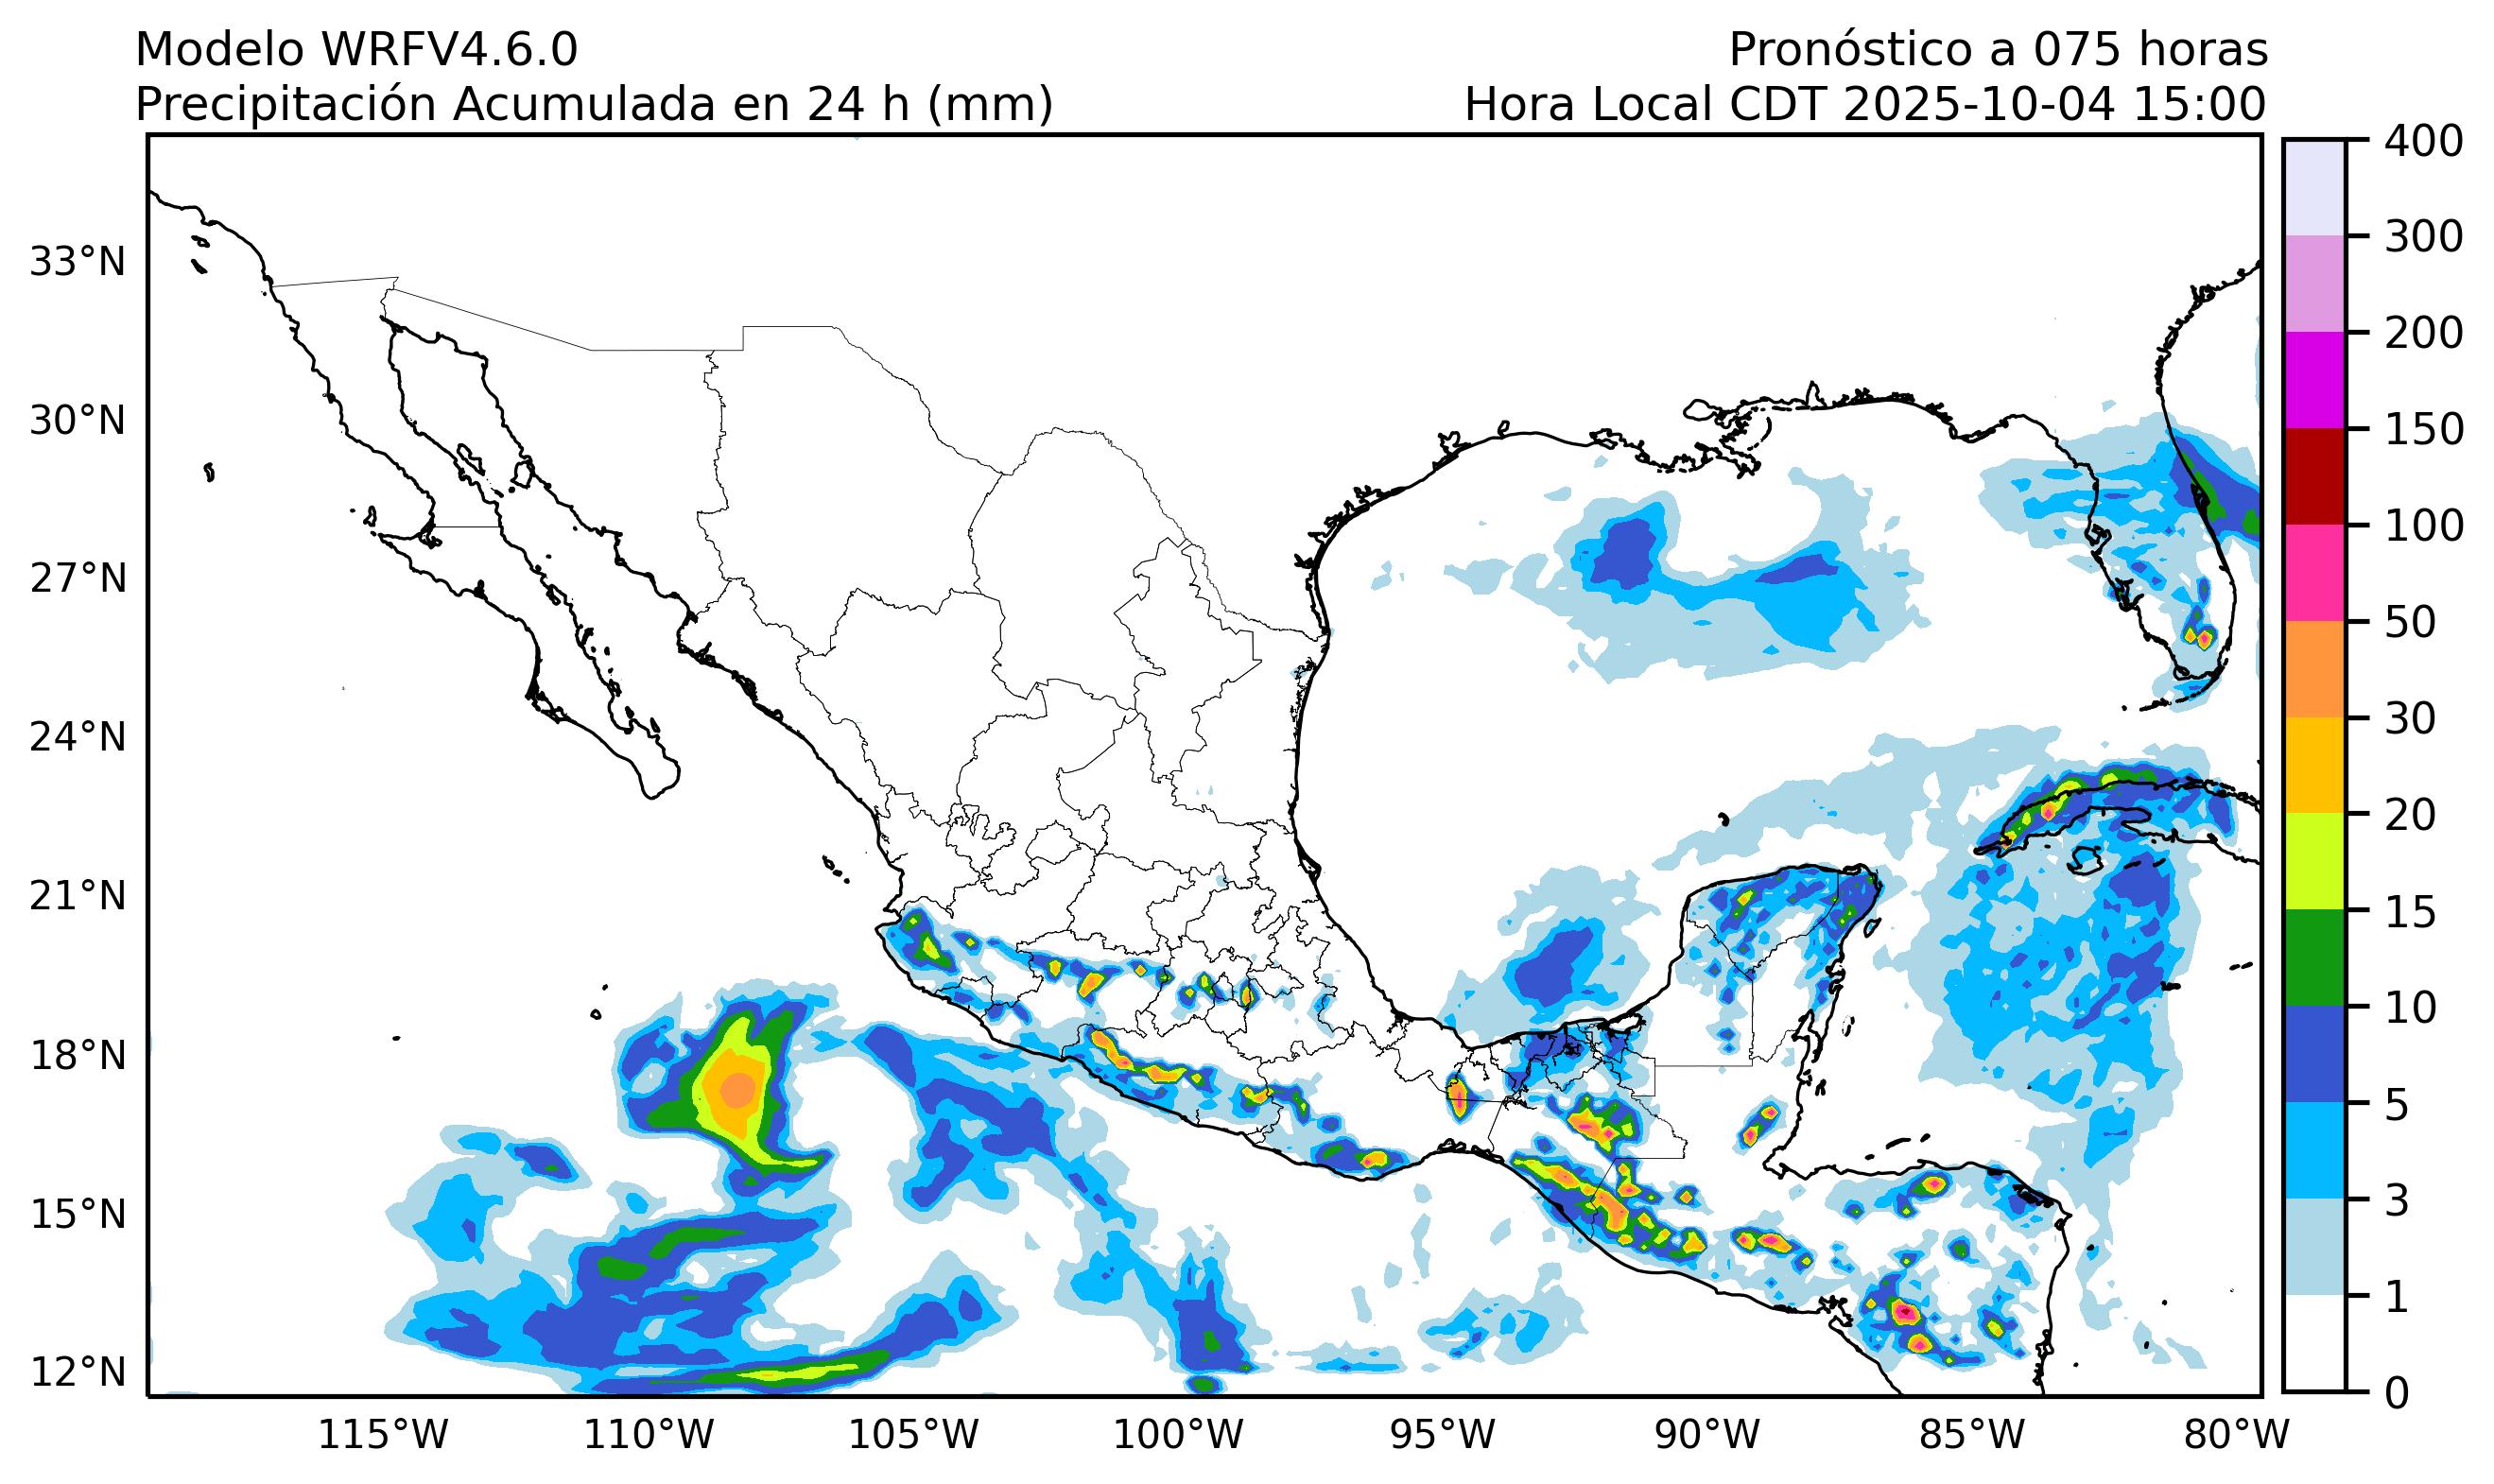 Modelo WRFV4.6.0
Pronóstico a 075 horas
Precipitación Acumulada en 24 h (mm)
Hora Local CDT 2025-10-04 15:00
33°N
30°N
27°N
24°N
21°N
18°N
15°N
12°N
115°W
110°W
105°W
100°W
95°W
90°W
85°W
80°W
400
300
200
150
100
50
30
20
15
10
5
3
1
0